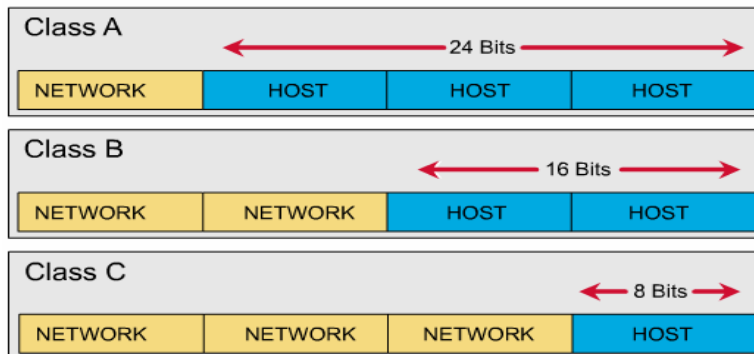 Class A
24 Bits
NETWORK HOST HOST HOST
Class B
16 Bits
NETWORK NETWORK HOST HOST
Class C
8 Bits
NETWORK NETWORK NETWORK HOST